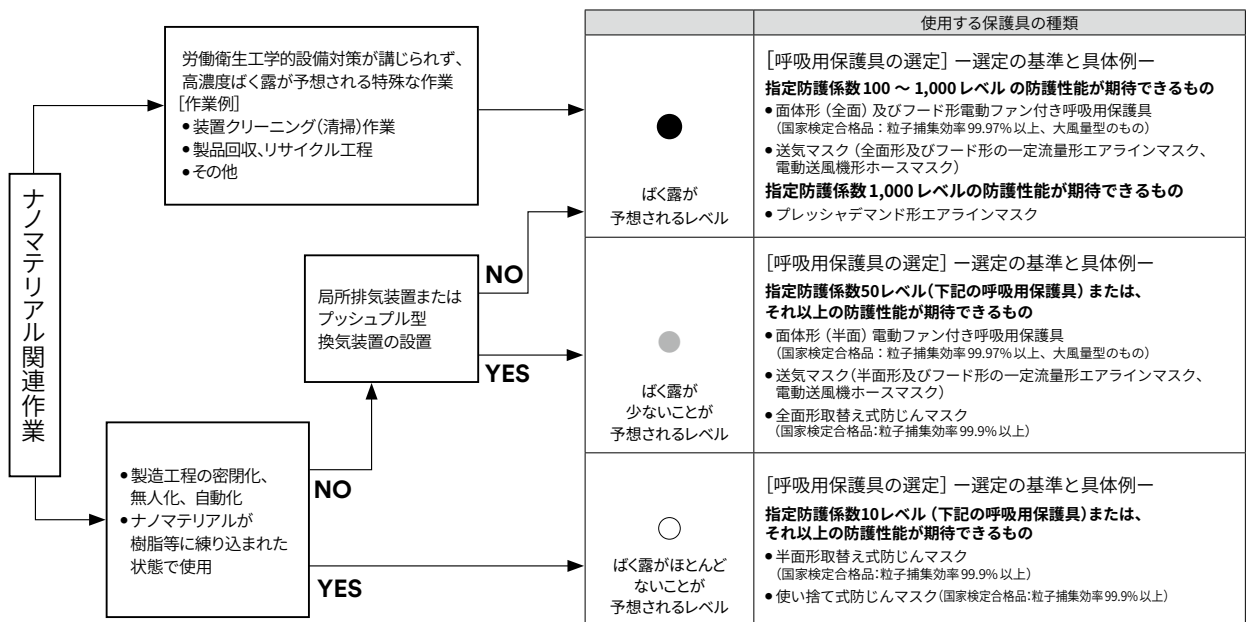 ナノマテリアル関連作業
労働衛生工学的設備対策が講じられず、
高濃度ばく露が予想される特殊な作業
[作業例]
●装置クリーニング(清掃)作業
●製品回収、リサイクル工程
●その他
局所排気装置または
プッシュプル型
換気装置の設置
NO
YES
●製造工程の密閉化、
無人化、自動化
●ナノマテリアルが
樹脂等に練り込まれた
状態で使用
NO
YES
使用する保護具の種類
ばく露が
予想されるレベル
[呼吸用保護具の選定] ー選定の基準と具体例ー
指定防護係数100 ～ 1,000レベル の防護性能が期待できるもの
●面体形 (全面) 及びフード形電動ファン付き呼吸用保護具
(国家検定合格品：粒子捕集効率99.97%以上、大風量型のもの)
●送気マスク (全面形及びフード形の一定流量形エアラインマスク、
電動送風機形ホースマスク)
指定防護係数1,000レベルの防護性能が期待できるもの
●プレッシャデマンド形エアラインマスク
ばく露が
少ないことが
予想されるレベル
[呼吸用保護具の選定] ー選定の基準と具体例ー
指定防護係数50レベル(下記の呼吸用保護具) または、
それ以上の防護性能が期待できるもの
●面体形 (半面) 電動ファン付き呼吸用保護具
(国家検定合格品：粒子捕集効率99.97%以上、大風量型のもの)
●送気マスク(半面形及びフード形の一定流量形エアラインマスク、
電動送風機ホースマスク)
●全面形取替え式防じんマスク
(国家検定合格品:粒子捕集効率99.9%以上)
ばく露がほとんど
ないことが
予想されるレベル
[呼吸用保護具の選定] ー選定の基準と具体例ー
指定防護係数10レベル (下記の呼吸用保護具)または、
それ以上の防護性能が期待できるもの
●半面形取替え式防じんマスク
(国家検定合格品:粒子捕集効率99.9%以上)
●使い捨て式防じんマスク(国家検定合格品:粒子捕集効率99.9%以上)